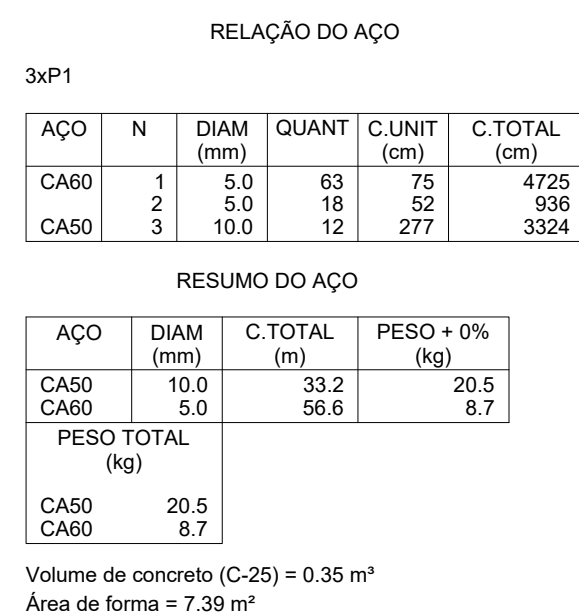 RELAÇÃO DO AÇO
3xP1
AÇO N DIAM QUANT C.UNIT C.TOTAL
(mm) (cm) (cm)
CA60 1 5.0 63 75 4725
2 5.0 18 52 936
CA50 3 10.0 12 277 3324
RESUMO DO AÇO
AÇO DIAM C.TOTAL PESO + 0%
(mm) (m) (kg)
CA50 10.0 33.2 20.5
CA60 5.0 56.6 8.7
PESO TOTAL
(kg)
CA50 20.5
CA60 8.7
Volume de concreto (C-25) = 0.35 m³
Área de forma = 7.39 m²